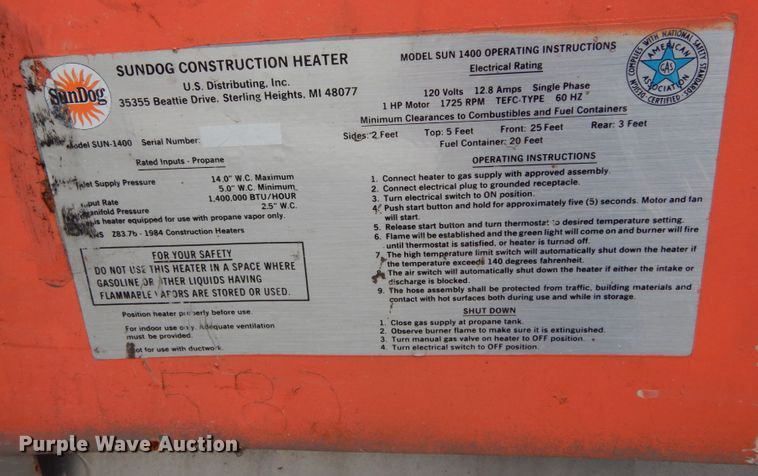 SunDog
SUNDOG CONSTRUCTION HEATER
U.S. Distributing, Inc.
35355 Beattie Drive. Sterling Heights, MI 48077
Model SUN-1400 Serial Number:
Rated Inputs - Propane
Inlet Supply Pressure 14.0" W.C. Maximum
5.0" W.C. Minimum
Input Rate 1,400,000 BTU/HOUR
Manifold Pressure 2.5" W.C.
heater equipped for use with propane vapor only.
Z83.7b - 1984 Construction Heaters
FOR YOUR SAFETY
DO NOT USE THIS HEATER IN A SPACE WHERE
GASOLINE OR OTHER LIQUIDS HAVING
FLAMMABLE VAPORS ARE STORED OR USED.
Position heater properly before use.
For indoor use only. Adequate ventilation
must be provided.
Not for use with ductwork.
MODEL SUN 1400 OPERATING INSTRUCTIONS
Electrical Rating
120 Volts 12.8 Amps Single Phase
1 HP Motor 1725 RPM TEFC-TYPE 60 HZ
Minimum Clearances to Combustibles and Fuel Containers
Sides: 2 Feet Top: 5 Feet Front: 25 Feet Rear: 3 Feet
Fuel Container: 20 Feet
OPERATING INSTRUCTIONS
1. Connect heater to gas supply with approved assembly.
2. Connect electrical plug to grounded receptacle.
3. Turn electrical switch to ON position.
4. Push start button and hold for approximately five (5) seconds. Motor and fan
will start.
5. Release start button and turn thermostat to desired temperature setting.
6. Flame will be established and the green light will come on and burner will fire
until thermostat is satisfied, or heater is turned off.
7. The high temperature limit switch will automatically shut down the heater if
the temperature exceeds 140 degrees fahrenheit.
8. The air switch will automatically shut down the heater if either the intake or
discharge is blocked.
9. The hose assembly shall be protected from traffic, building materials and
contact with hot surfaces both during use and while in storage.
SHUT DOWN
1. Close gas supply at propane tank.
2. Observe burner flame to make sure it is extinguished.
3. Turn manual gas valve on heater to OFF position.
4. Turn electrical switch to OFF position.
DESIGN COMPLIES WITH NATIONAL SAFETY STANDARDS
AMERICAN
GAS
ASSOCIATION
CERTIFIED
Purple Wave Auction